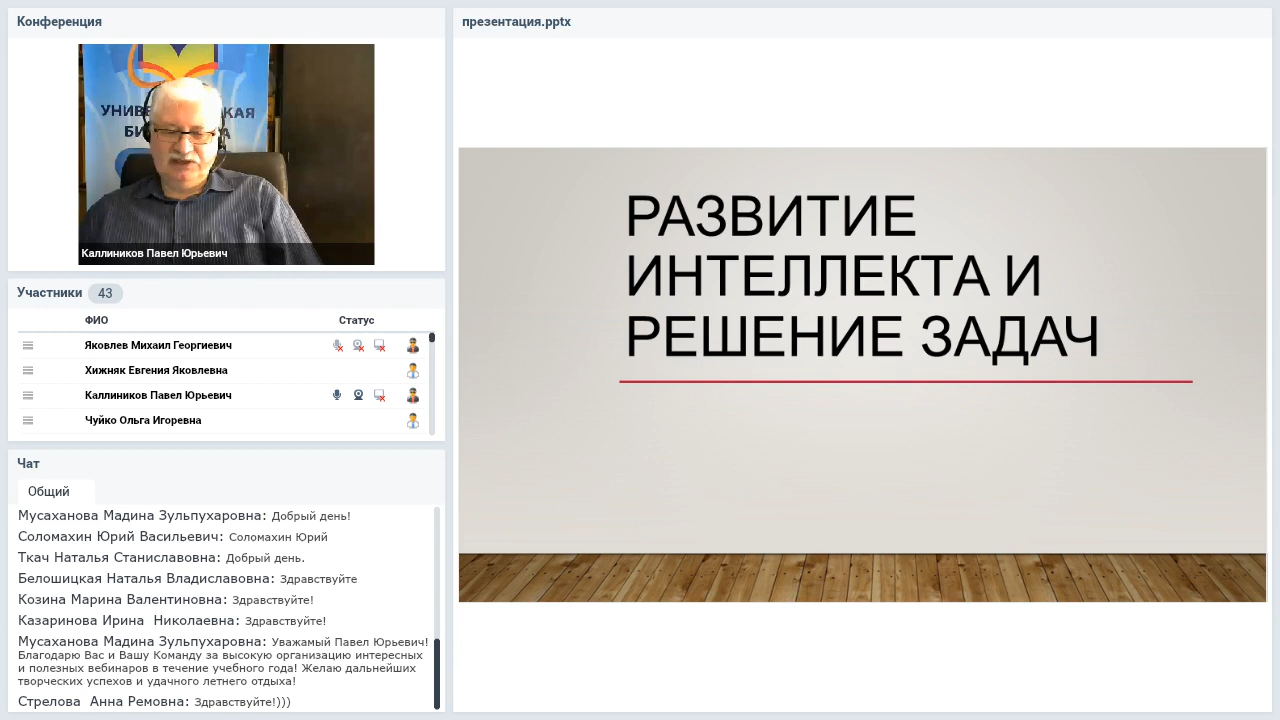 Конференция
УНИВЕ
КАЯ
БИ
Каллиников Павел Юрьевич
Участники 43
ФИО Статус
Яковлев Михаил Георгиевич
Хижняк Евгения Яковлевна
Каллиников Павел Юрьевич
Чуйко Ольга Игоревна
Чат
Общий
Мусаханова Мадина Зульпухаровна: Добрый день!
Соломахин Юрий Васильевич: Соломахин Юрий
Ткач Наталья Станиславовна: Добрый день.
Белошицкая Наталья Владиславовна: Здравствуйте
Козина Марина Валентиновна: Здравствуйте!
Казаринова Ирина Николаевна: Здравствуйте!
Мусаханова Мадина Зульпухаровна: Уважамый Павел Юрьевич!
Благодарю Вас и Вашу Команду за высокую организацию интересных
и полезных вебинаров в течение учебного года! Желаю дальнейших
творческих успехов и удачного летнего отдыха!
Стрелова Анна Ремовна: Здравствуйте!)))
презентация.pptx
РАЗВИТИЕ
ИНТЕЛЛЕКТА И
РЕШЕНИЕ ЗАДАЧ